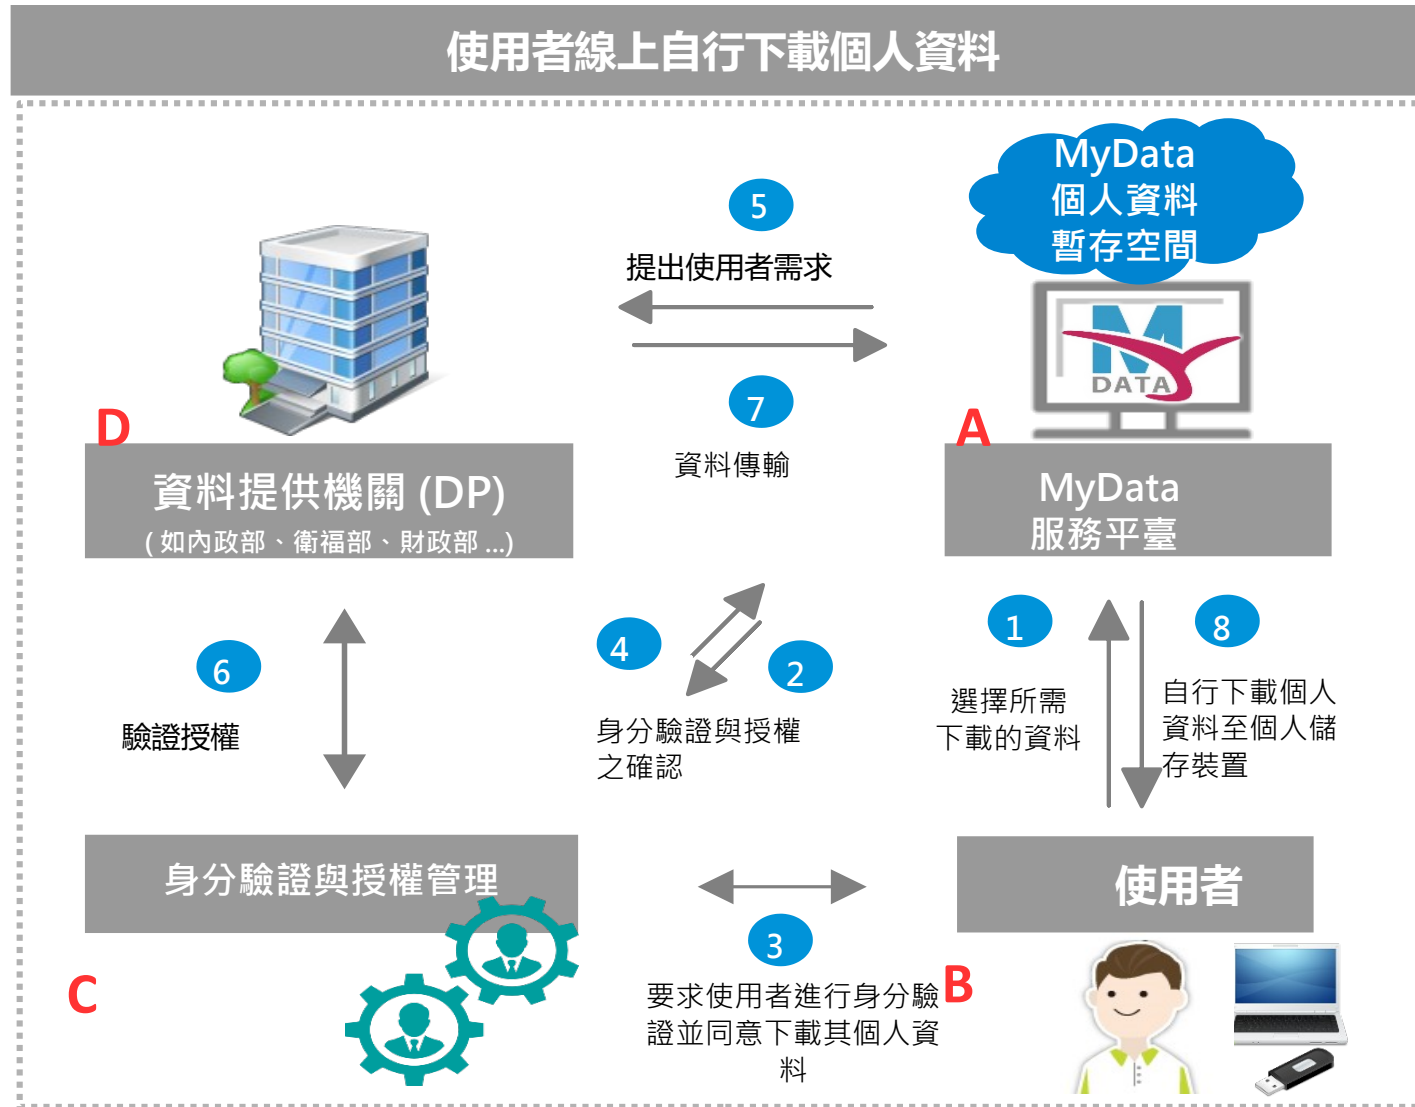 使用者線上自行下載個人資料
MyData
個人資料
暫存空間
5
提出使用者需求
M
DATA
7
資料傳輸
D
資料提供機關 (DP)
( 如內政部、衛福部、財政部 ...)
A
MyData
服務平臺
6
驗證授權
4
2
身分驗證與授權
之確認
1
選擇所需
下載的資料
8
自行下載個人
資料至個人儲
存裝置
身分驗證與授權管理
C
3
要求使用者進行身分驗
證並同意下載其個人資
料
使用者
B